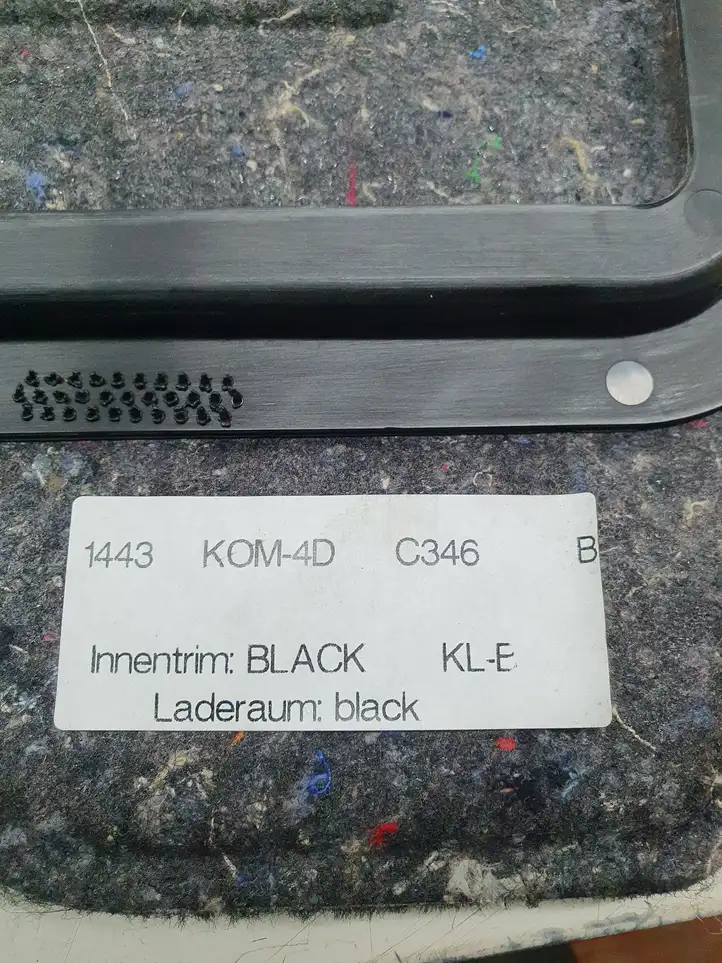 1443 KOM-4D C346 B
Innentrim: BLACK KL-E
Laderaum: black